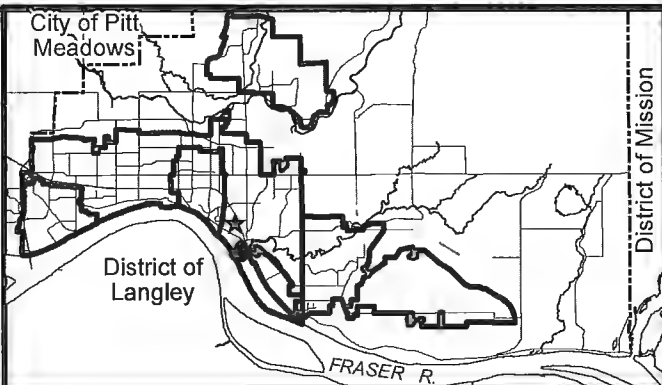 City of Pitt
Meadows
District of Mission
District of
Langley
FRASER R.